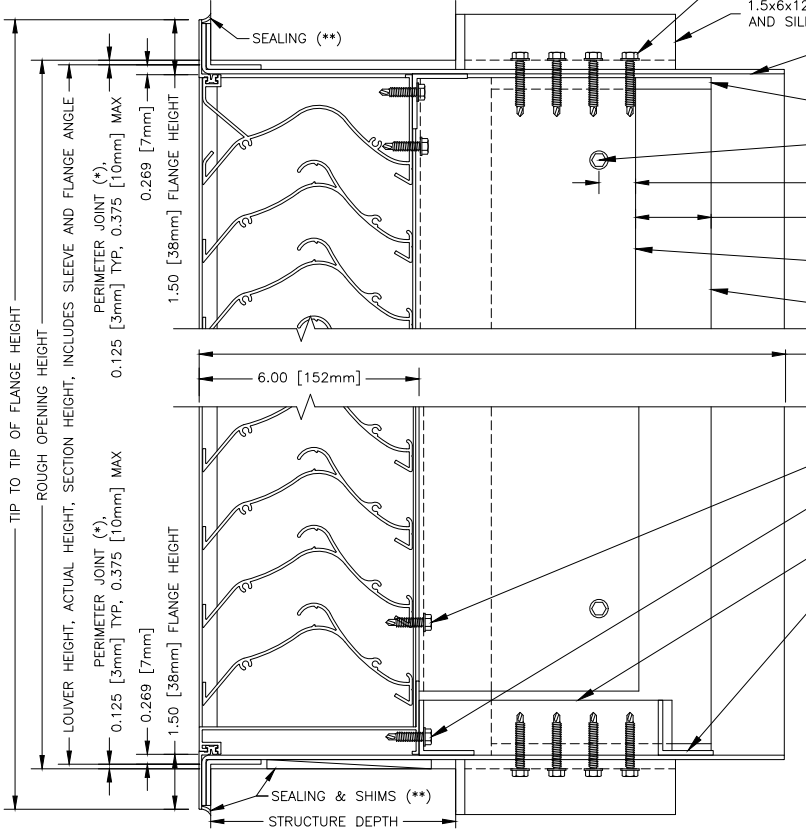 SEALING (**)
1.5x6x12
AND SIL
TIP TO TIP OF FLANGE HEIGHT
ROUGH OPENING HEIGHT
LOUVER HEIGHT, ACTUAL HEIGHT, SECTION HEIGHT, INCLUDES SLEEVE AND FLANGE ANGLE
PERIMETER JOINT (*),
0.125 [3mm] TYP, 0.375 [10mm] MAX
0.269 [7mm]
1.50 [38mm] FLANGE HEIGHT
6.00 [152mm]
PERIMETER JOINT (*),
0.125 [3mm] TYP, 0.375 [10mm] MAX
0.269 [7mm]
1.50 [38mm] FLANGE HEIGHT
SEALING & SHIMS (**)
STRUCTURE DEPTH